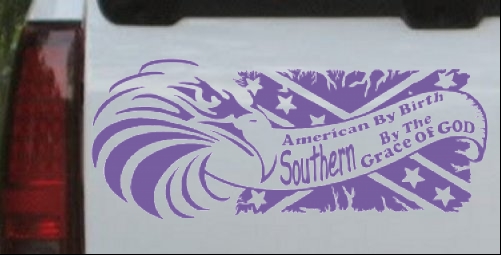 American By Birth
Southern By The
Grace Of GOD